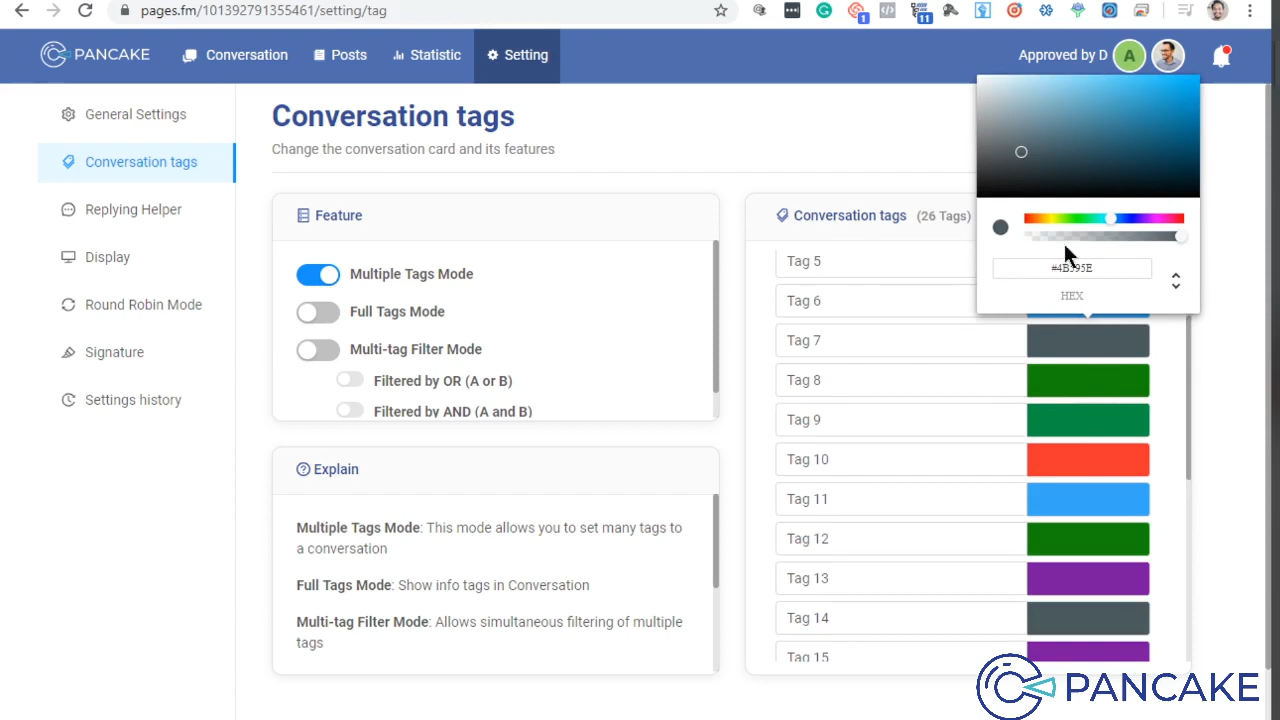 pages.fm/101392791355461/setting/tag
1
11
PANCAKE
Conversation
Posts
Statistic
Setting
Approved by D
A
General Settings
Conversation tags
Replying Helper
Display
Round Robin Mode
Signature
Settings history
Conversation tags
Change the conversation card and its features
Feature
Multiple Tags Mode
Full Tags Mode
Multi-tag Filter Mode
Filtered by OR (A or B)
Filtered by AND (A and B)
Explain
Multiple Tags Mode: This mode allows you to set many tags to
a conversation
Full Tags Mode: Show info tags in Conversation
Multi-tag Filter Mode: Allows simultaneous filtering of multiple
tags
Conversation tags (26 Tags)
HEX
Tag 5
Tag 6
Tag 7
Tag 8
Tag 9
Tag 10
Tag 11
Tag 12
Tag 13
Tag 14
Tag 15
PANCAKE